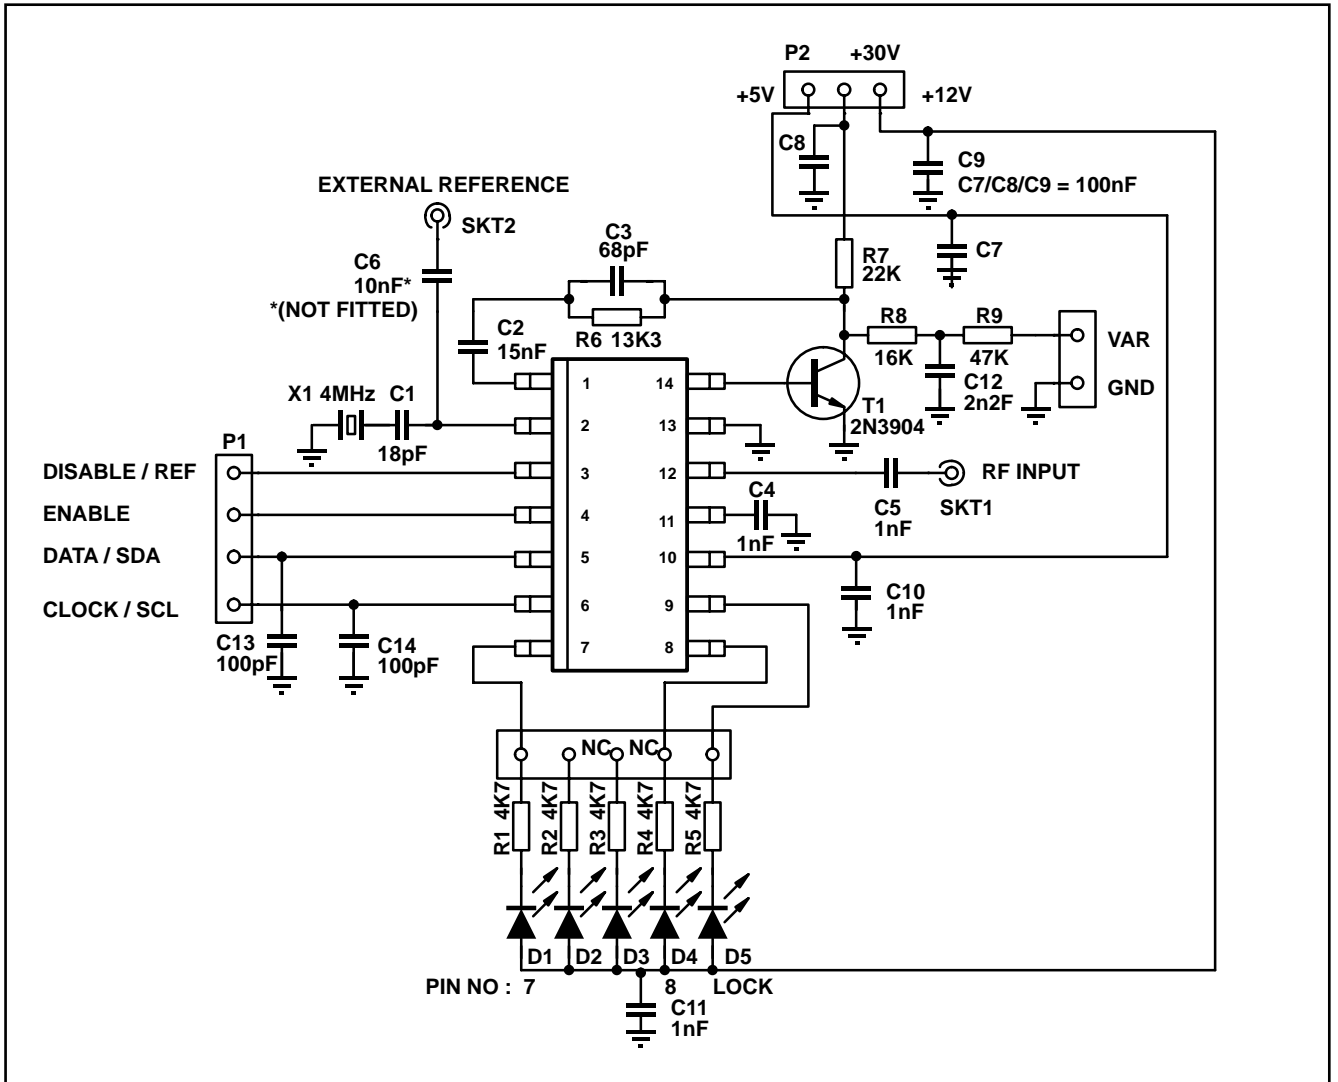 P2 +30V
+5V +12V
C8
C9
C7/C8/C9 = 100nF
EXTERNAL REFERENCE
SKT2
C3
68pF
C7
R7
22K
C6
10nF*
*(NOT FITTED)
C2
15nF
R6 13K3
R8
16K
R9
47K
VAR
GND
C12
2n2F
T1
2N3904
X1 4MHz C1
18pF
P1
DISABLE / REF
ENABLE
DATA / SDA
CLOCK / SCL
1 14
2 13
3 12
4 11
5 10
6 9
7 8
RF INPUT
SKT1
C5
1nF
C4
1nF
C10
1nF
C13
100pF
C14
100pF
NC NC
R1 4K7
R2 4K7
R3 4K7
R4 4K7
R5 4K7
D1 D2 D3 D4 D5
PIN NO : 7 8 LOCK
C11
1nF